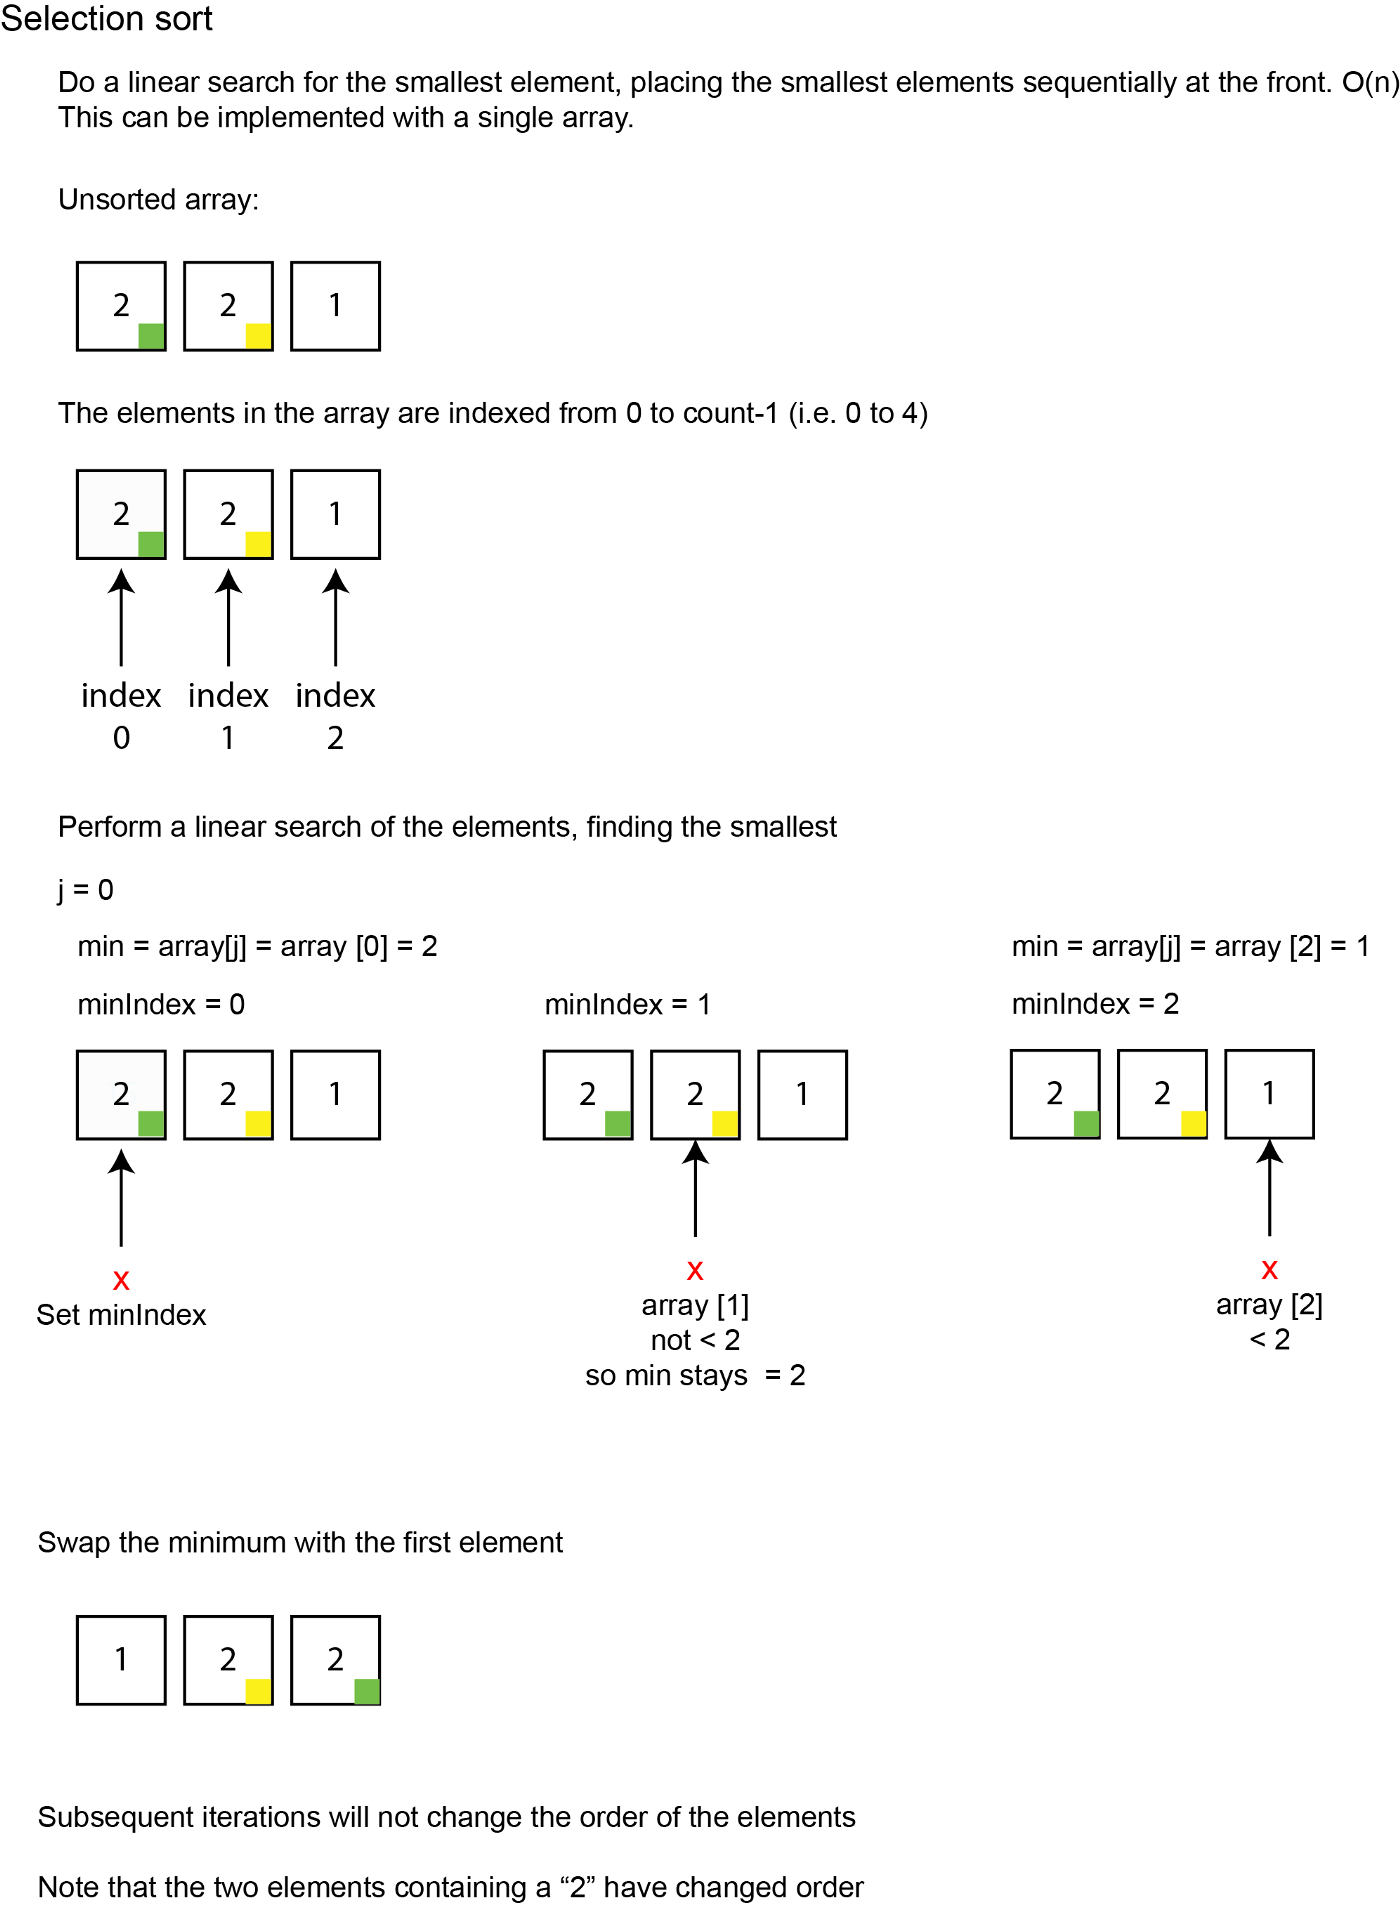 Selection sort
Do a linear search for the smallest element, placing the smallest elements sequentially at the front. O(n)
This can be implemented with a single array.
Unsorted array:
2 2 1
The elements in the array are indexed from 0 to count-1 (i.e. 0 to 4)
2 2 1
index index index
0 1 2
Perform a linear search of the elements, finding the smallest
j = 0
min = array[j] = array [0] = 2
min = array[j] = array [2] = 1
minIndex = 0
minIndex = 1
minIndex = 2
2 2 1
2 2 1
2 2 1
x
Set minIndex
x
array [1]
not < 2
so min stays = 2
x
array [2]
< 2
Swap the minimum with the first element
1 2 2
Subsequent iterations will not change the order of the elements
Note that the two elements containing a “2” have changed order